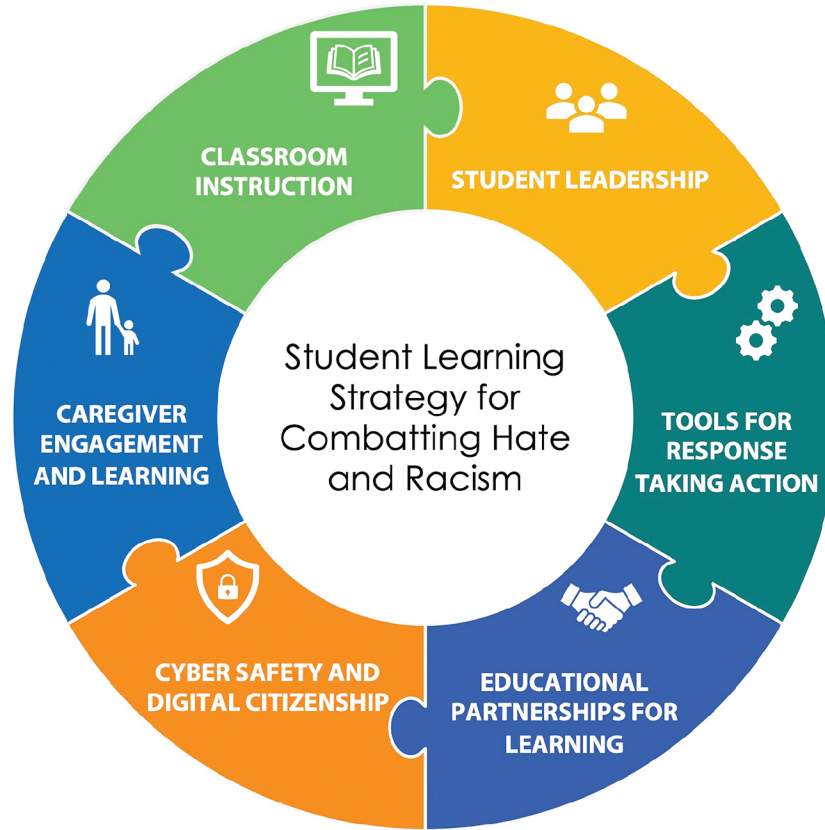 CLASSROOM
INSTRUCTION
STUDENT LEADERSHIP
TOOLS FOR
RESPONSE
TAKING ACTION
EDUCATIONAL
PARTNERSHIPS FOR
LEARNING
CYBER SAFETY AND
DIGITAL CITIZENSHIP
CAREGIVER
ENGAGEMENT
AND LEARNING
Student Learning
Strategy for
Combatting Hate
and Racism